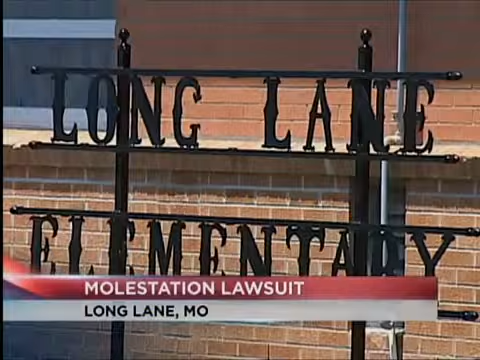 LONG LANE
ELEMENTARY
MOLESTATION LAWSUIT
LONG LANE, MO